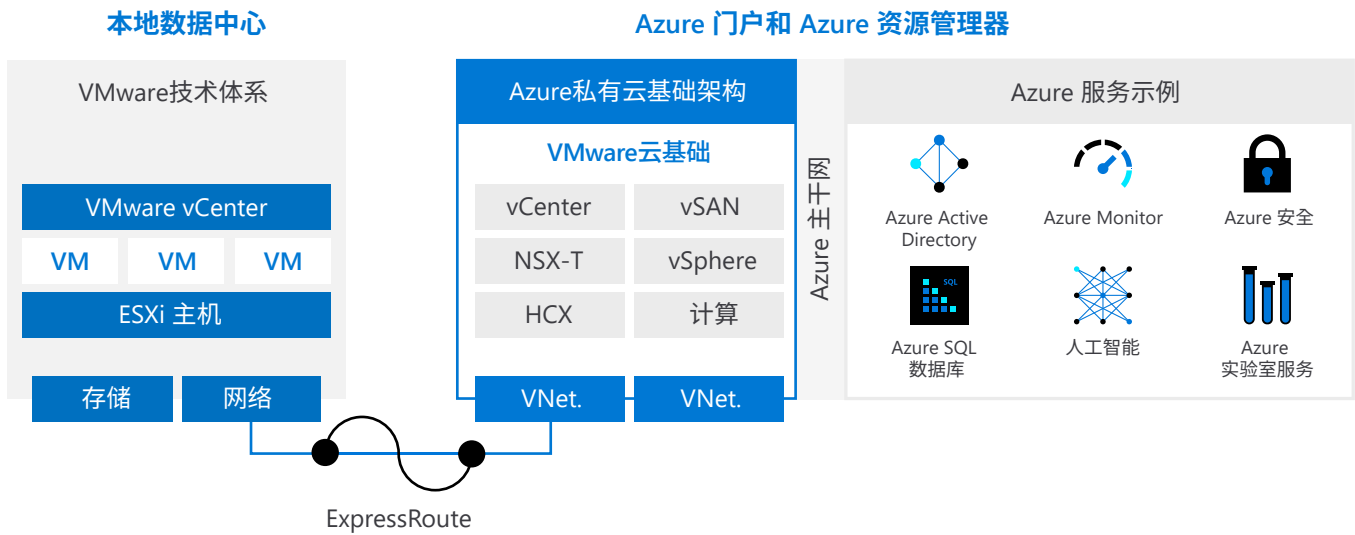 本地数据中心
Azure 门户和 Azure 资源管理器
VMware技术体系
VMware vCenter
VM
VM
VM
ESXi 主机
存储
网络
ExpressRoute
Azure私有云基础架构
VMware云基础
vCenter
vSAN
NSX-T
vSphere
HCX
计算
VNet.
VNet.
Azure 主干网
Azure 服务示例
Azure Active
Directory
Azure Monitor
Azure 安全
SQL
Azure SQL
数据库
人工智能
Azure
实验室服务